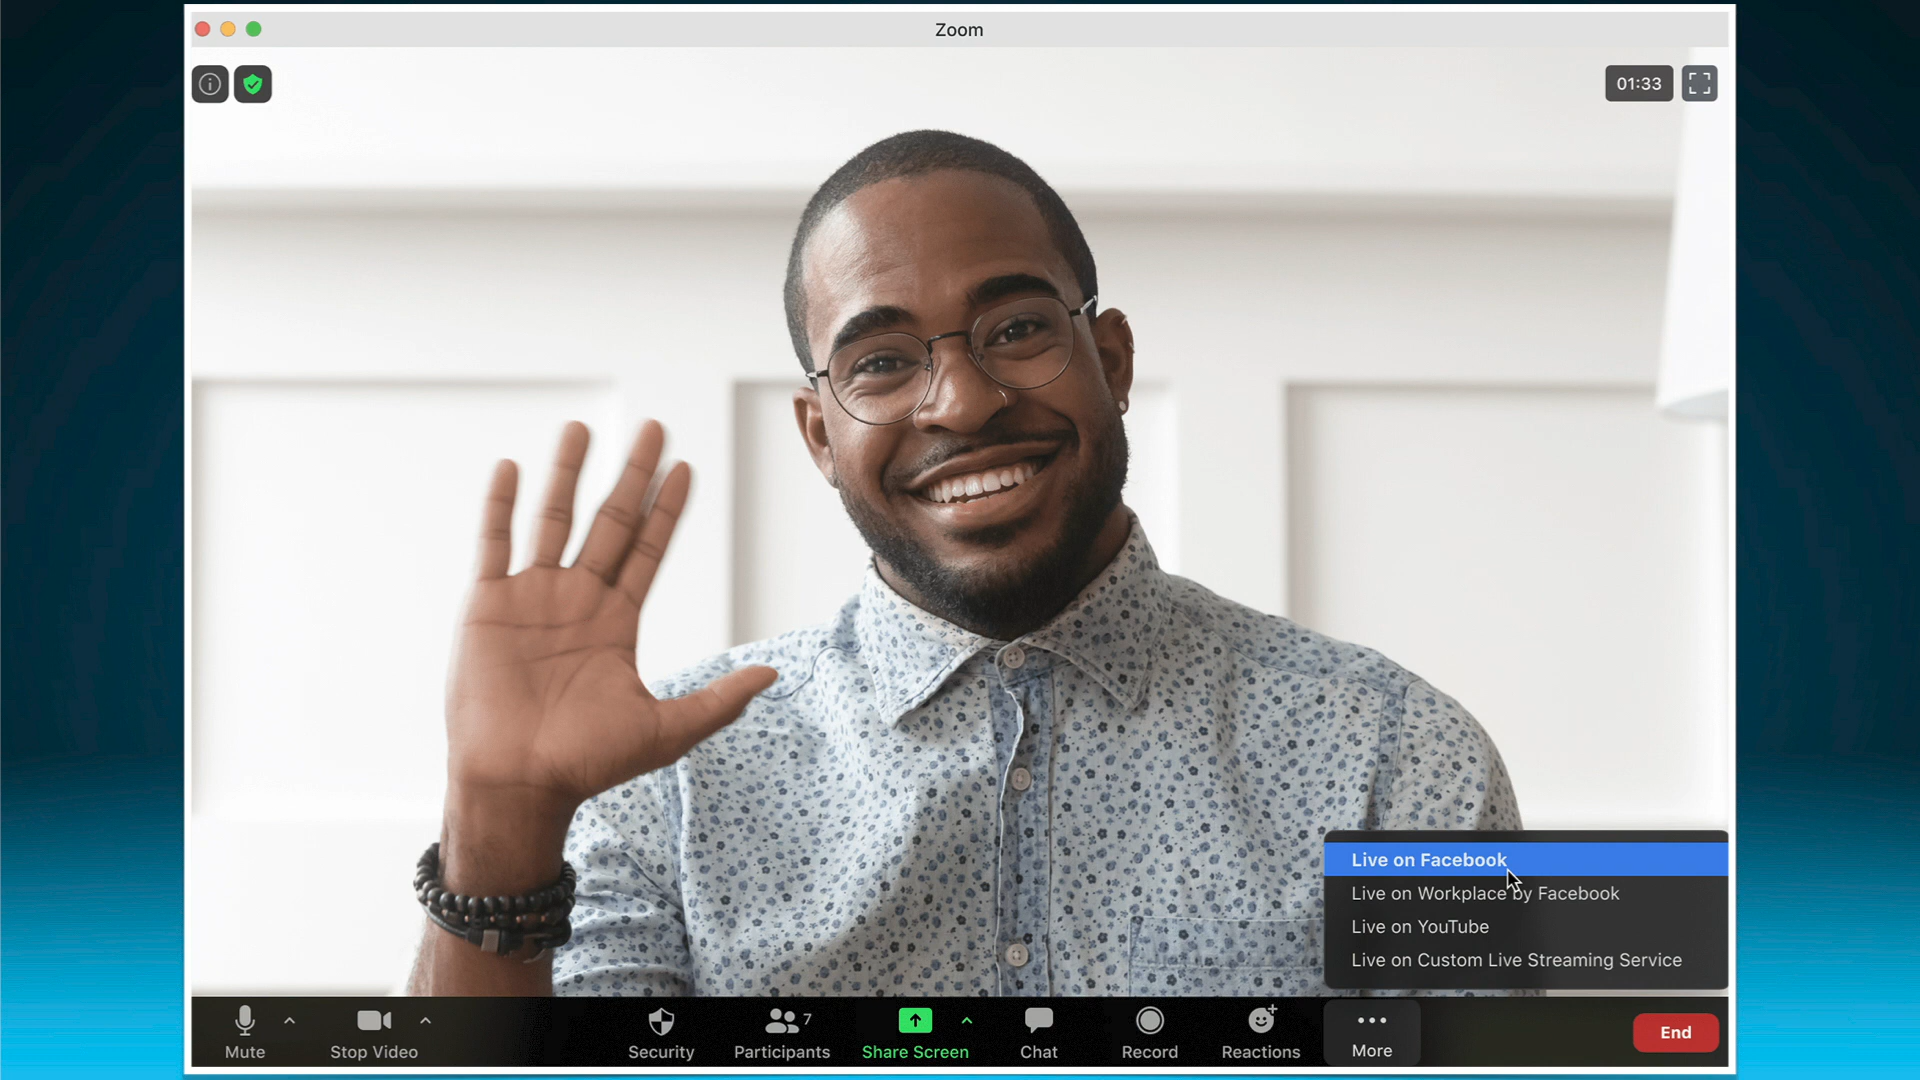 Zoom
01:33
Live on Facebook
Live on Workplace by Facebook
Live on YouTube
Live on Custom Live Streaming Service
7
Mute
Stop Video
Security
Participants
Share Screen
Chat
Record
Reactions
More
End